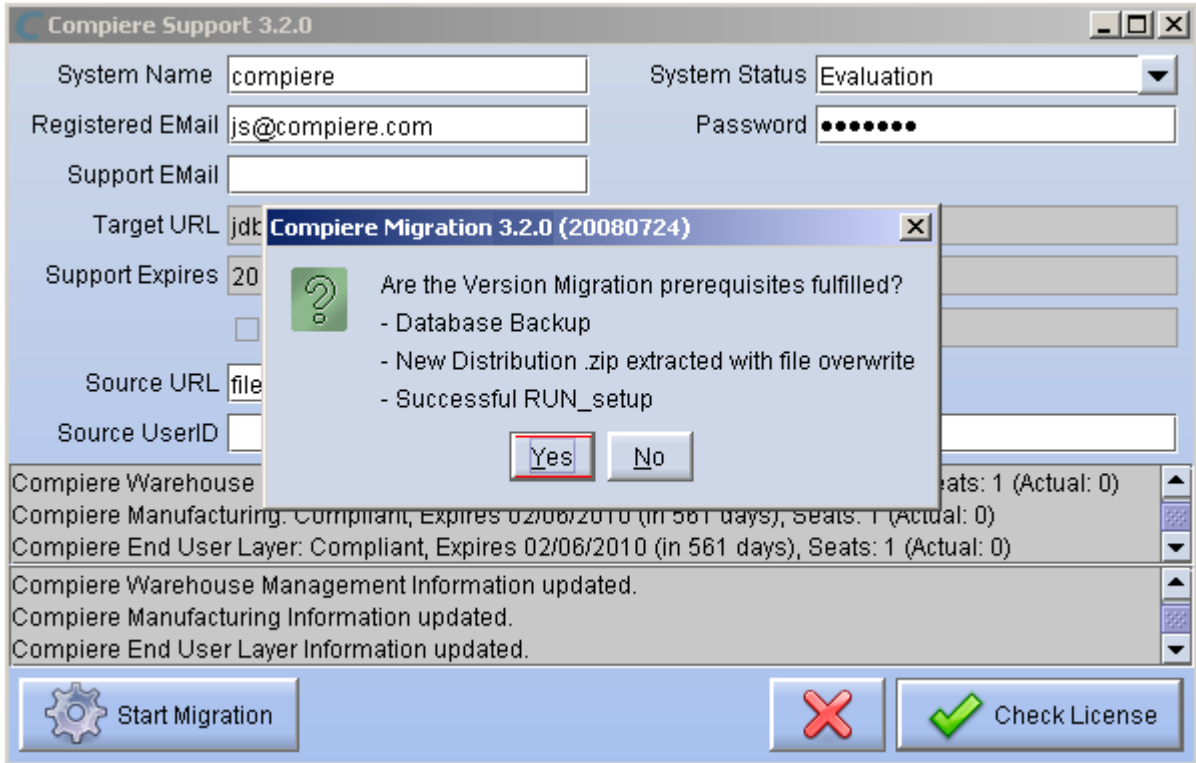 Compiere Support 3.2.0
System Name compiere System Status Evaluation
Registered EMail js@compiere.com Password •••••••
Support EMail
Target URL jdb
Compiere Migration 3.2.0 (20080724)
Support Expires 20
Are the Version Migration prerequisites fulfilled?
- Database Backup
- New Distribution .zip extracted with file overwrite
- Successful RUN_setup
Source URL file
Source UserID
Yes No
Compiere Warehouse eats: 1 (Actual: 0)
Compiere Manufacturing: Compliant, Expires 02/06/2010 (in 561 days), Seats: 1 (Actual: 0)
Compiere End User Layer: Compliant, Expires 02/06/2010 (in 561 days), Seats: 1 (Actual: 0)
Compiere Warehouse Management Information updated.
Compiere Manufacturing Information updated.
Compiere End User Layer Information updated.
Start Migration Check License